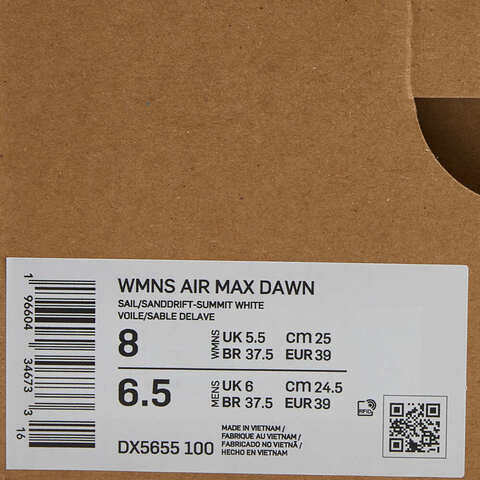 WMNS AIR MAX DAWN
SAIL/SANDDRIFT-SUMMIT WHITE
VOILE/SABLE DELAVE
8 WMNS UK 5.5 cm 25
BR 37.5 EUR 39
6.5 MENS UK 6 cm 24.5
BR 37.5 EUR 39
RFID
DX5655 100
MADE IN VIETNAM /
FABRIQUE AU VIETNAM /
FABRICADO NO VIETNÃ /
HECHO EN VIETNAM
1 96604 34673 3 16